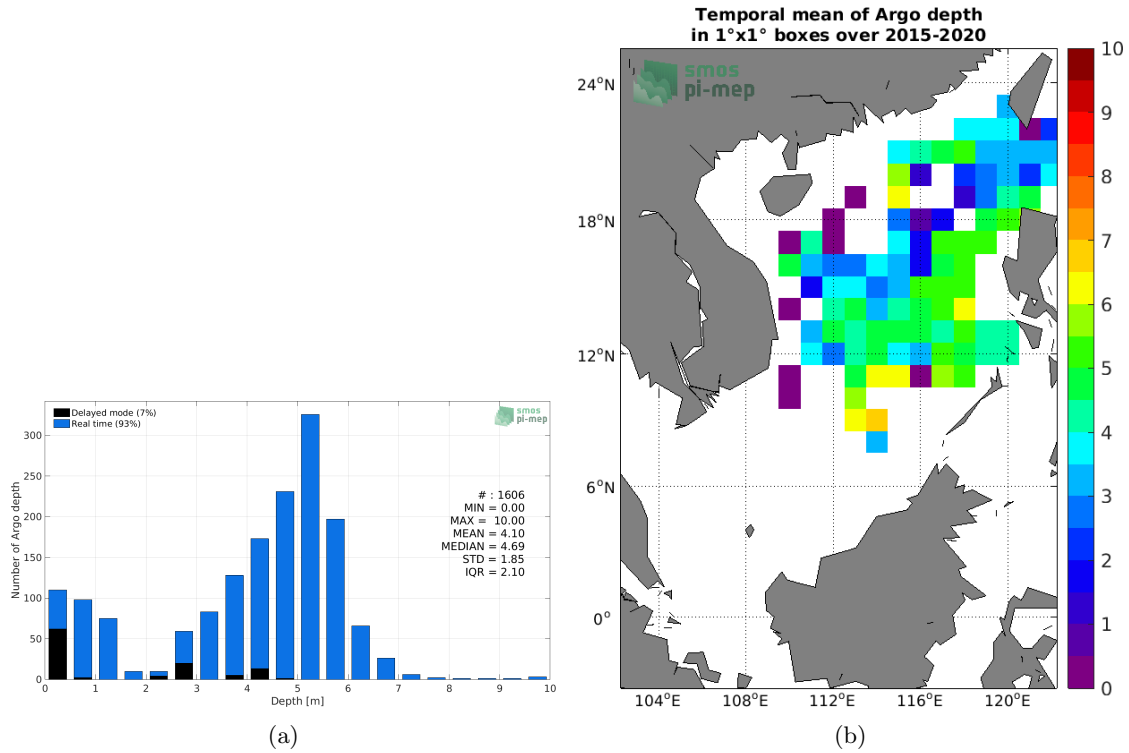 Delayed mode (7%)
Real time (93%)
smos
pi-mep
# : 1606
MIN = 0.00
MAX = 10.00
MEAN = 4.10
MEDIAN = 4.69
STD = 1.85
IQR = 2.10
Number of Argo depth
300
250
200
150
100
50
0
0 1 2 3 4 5 6 7 8 9 10
Depth [m]
(a)
Temporal mean of Argo depth
in 1°x1° boxes over 2015-2020
smos
pi-mep
24°N
18°N
12°N
6°N
0°
104°E 108°E 112°E 116°E 120°E
10
9
8
7
6
5
4
3
2
1
0
(b)